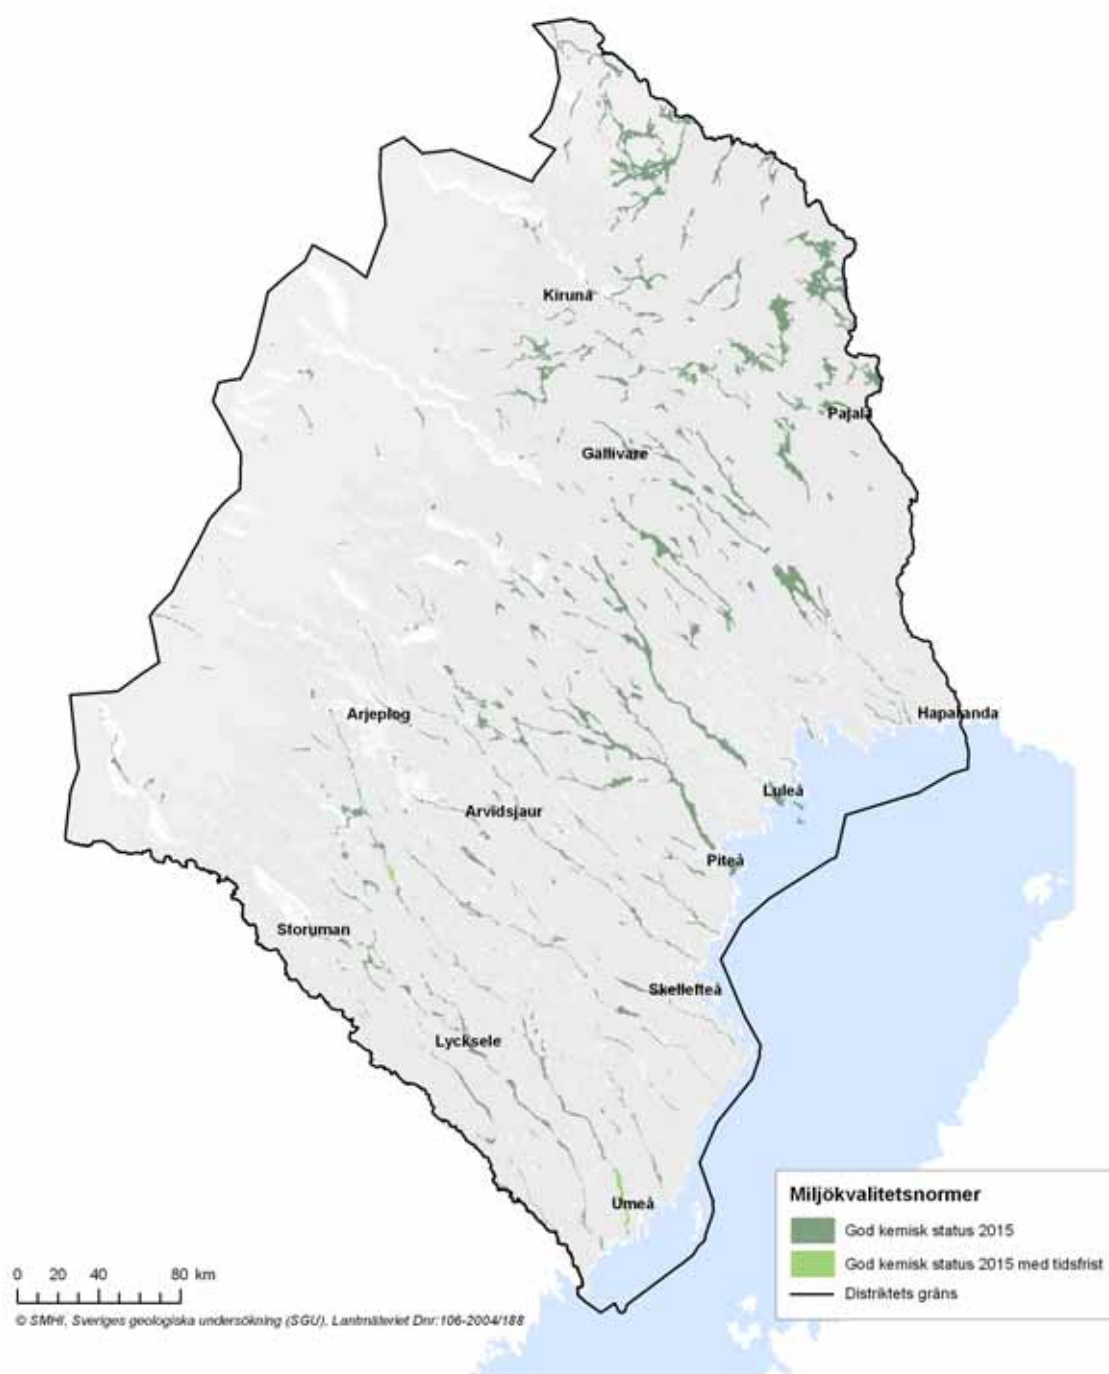 Kiruna
Pajala
Gällivare
Haparanda
Arjeplog
Luleå
Arvidsjaur
Piteå
Storuman
Skellefteå
Lycksele
Umeå
Miljökvalitetsnormer
God kemisk status 2015
God kemisk status 2015 med tidsfrist
Distriktets gräns
0 20 40 80 km
© SMHI, Sveriges geologiska undersökning (SGU), Lantmäteriet Dnr:106-2004/188